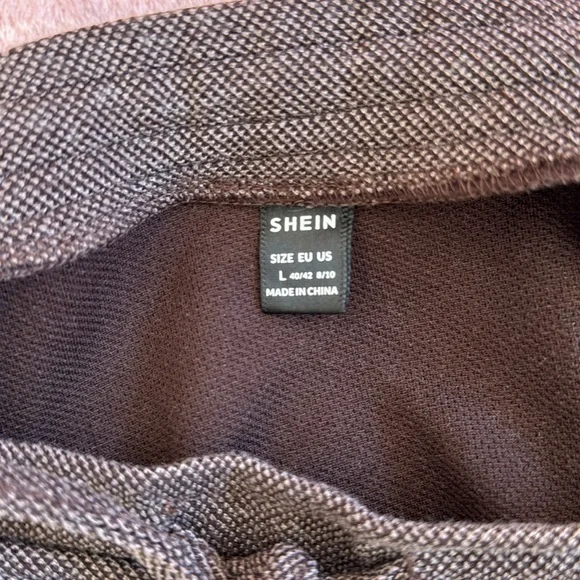 SHEIN
SIZE EU US
L 40/42 8/10
MADE IN CHINA